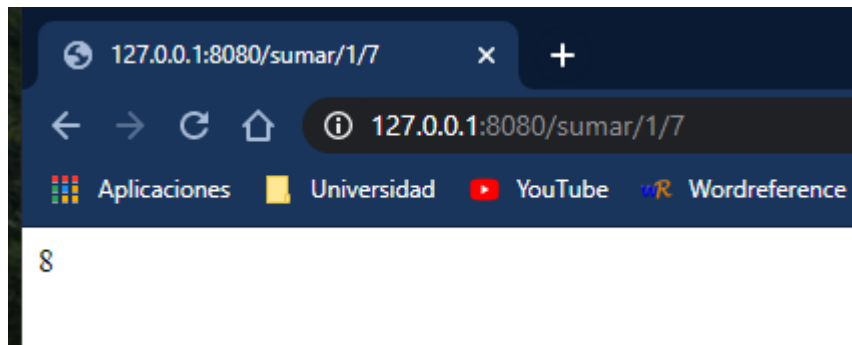 127.0.0.1:8080/sumar/1/7
127.0.0.1:8080/sumar/1/7
Aplicaciones Universidad YouTube wR Wordreference
8